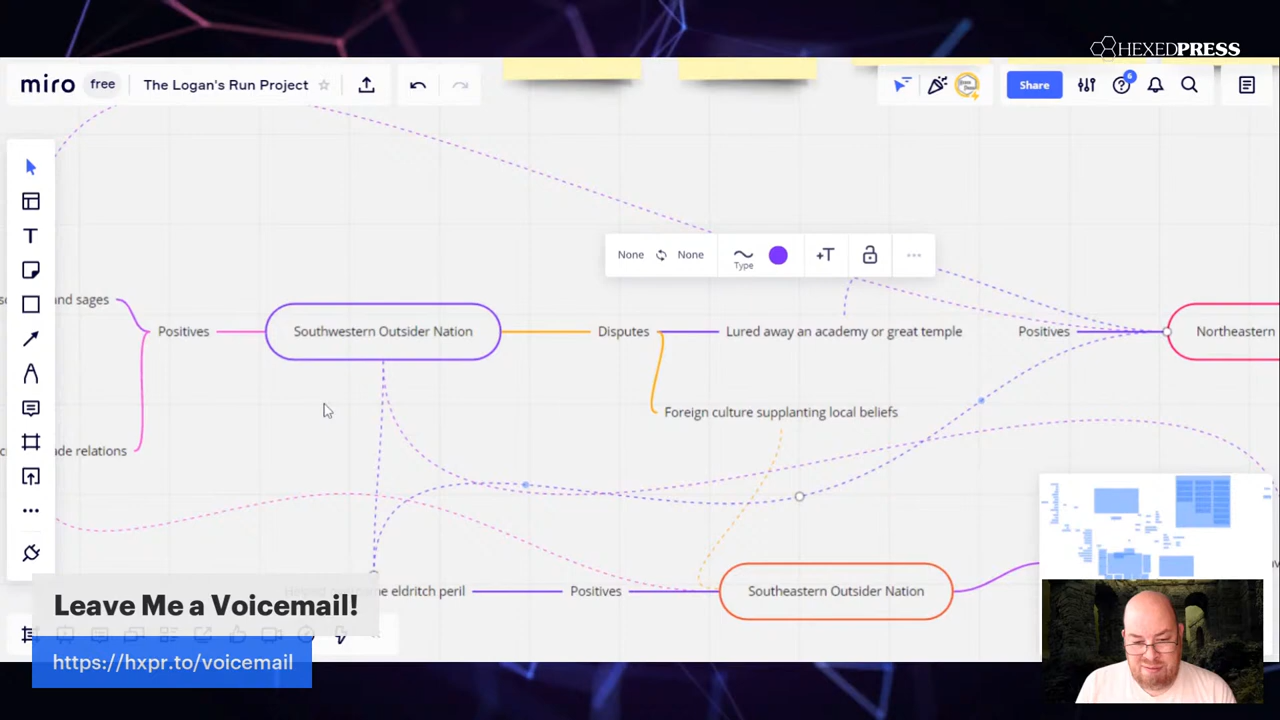 HEXEDPRESS
miro free The Logan's Run Project
Share
6
None None Type +T
and sages
Positives
Southwestern Outsider Nation
Disputes
Lured away an academy or great temple
Positives
Northeastern
Foreign culture supplanting local beliefs
ade relations
eldritch peril
Positives
Southeastern Outsider Nation
Leave Me a Voicemail!
https://hxpr.to/voicemail